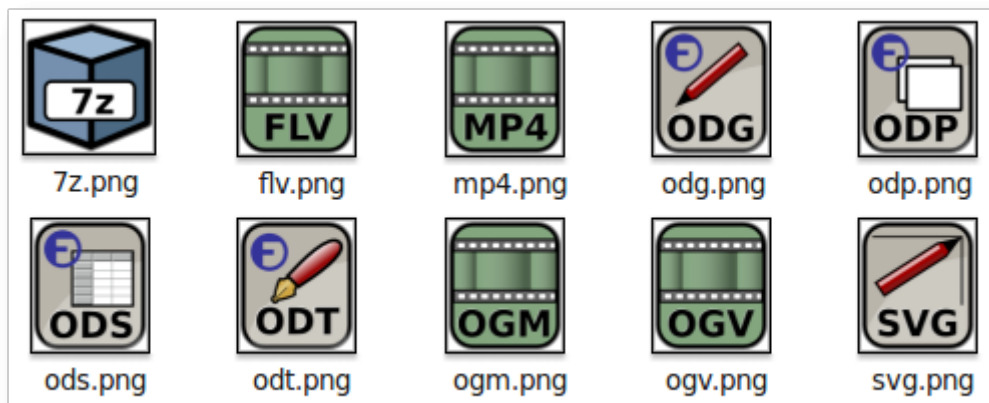 7z FLV MP4 ODG ODP
7z.png flv.png mp4.png odg.png odp.png
ODS ODT OGM OGV SVG
ods.png odt.png ogm.png ogv.png svg.png